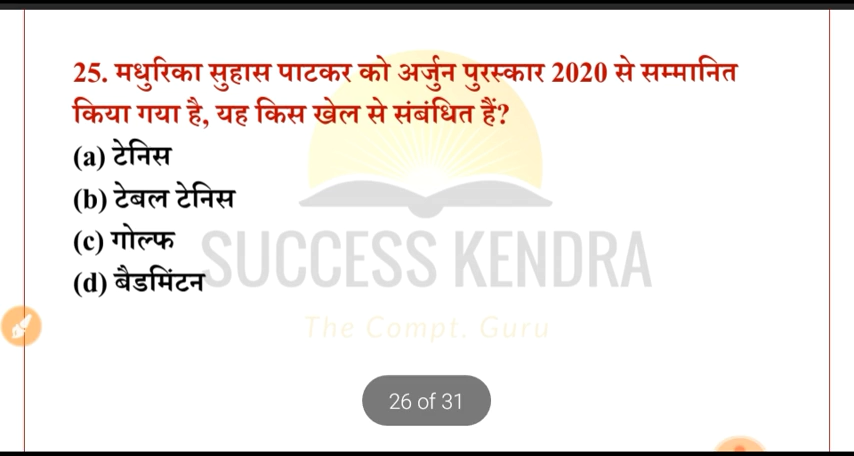 25. मधुरिका सुहास पाटकर को अर्जुन पुरस्कार 2020 से सम्मानित
किया गया है, यह किस खेल से संबंधित हैं?
(a) टेनिस
(b) टेबल टेनिस
(c) गोल्फ
(d) बैडमिंटन
SUCCESS KENDRA
The Compt. Guru
26 of 31